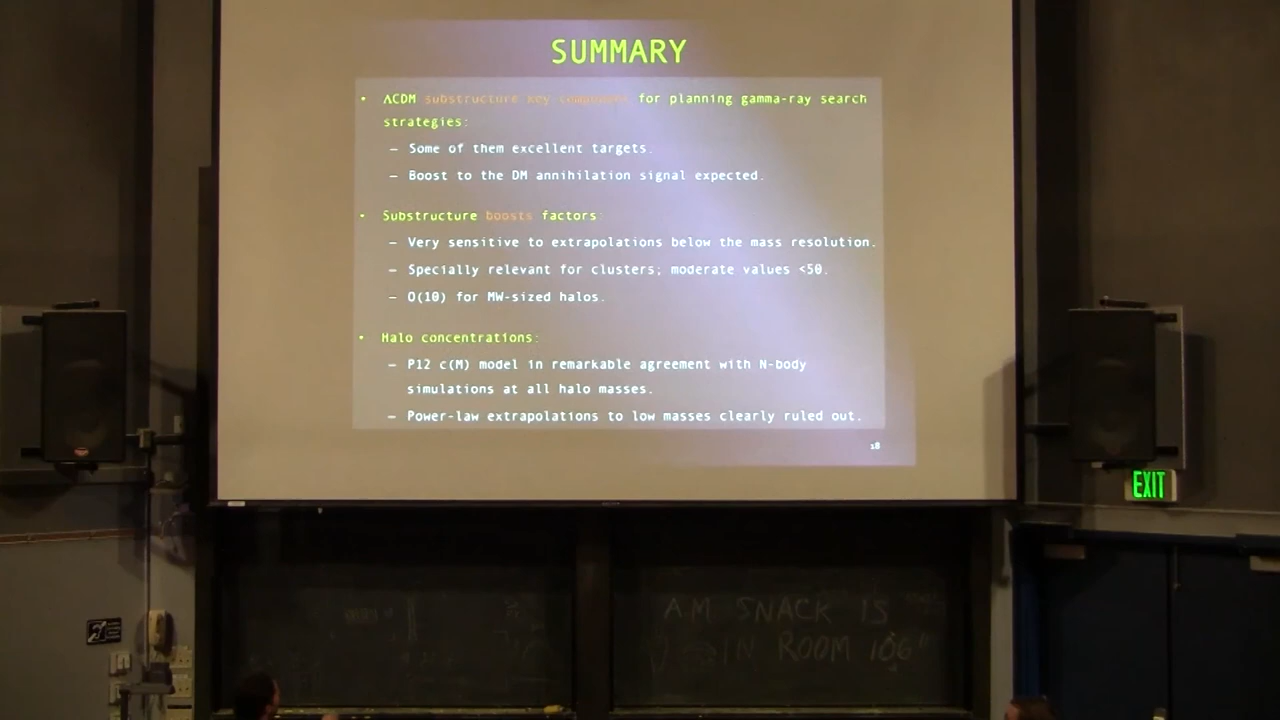 SUMMARY
• ΛCDM substructure key component for planning gamma-ray search
strategies:
– Some of them excellent targets.
– Boost to the DM annihilation signal expected.
• Substructure boosts factors:
– Very sensitive to extrapolations below the mass resolution.
– Specially relevant for clusters; moderate values <50.
– O(10) for MW-sized halos.
• Halo concentrations:
– P12 c(M) model in remarkable agreement with N-body
simulations at all halo masses.
– Power-law extrapolations to low masses clearly ruled out.
18
EXIT
AM SNACK IS
IN ROOM 106"